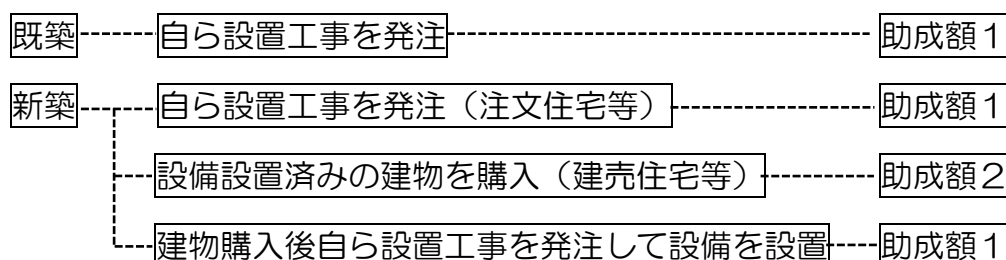 既築 自ら設置工事を発注 助成額１
新築 自ら設置工事を発注（注文住宅等） 助成額１
設備設置済みの建物を購入（建売住宅等） 助成額２
建物購入後自ら設置工事を発注して設備を設置 助成額１